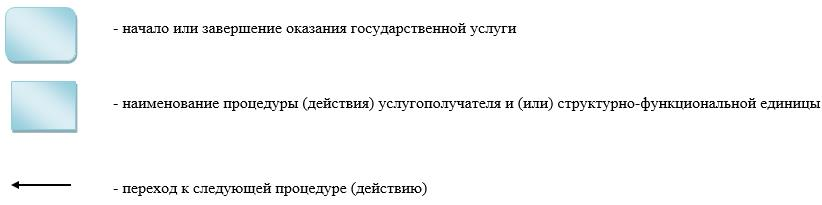 - начало или завершение оказания государственной услуги
- наименование процедуры (действия) услугополучателя и (или) структурно-функциональной единицы
- переход к следующей процедуре (действию)